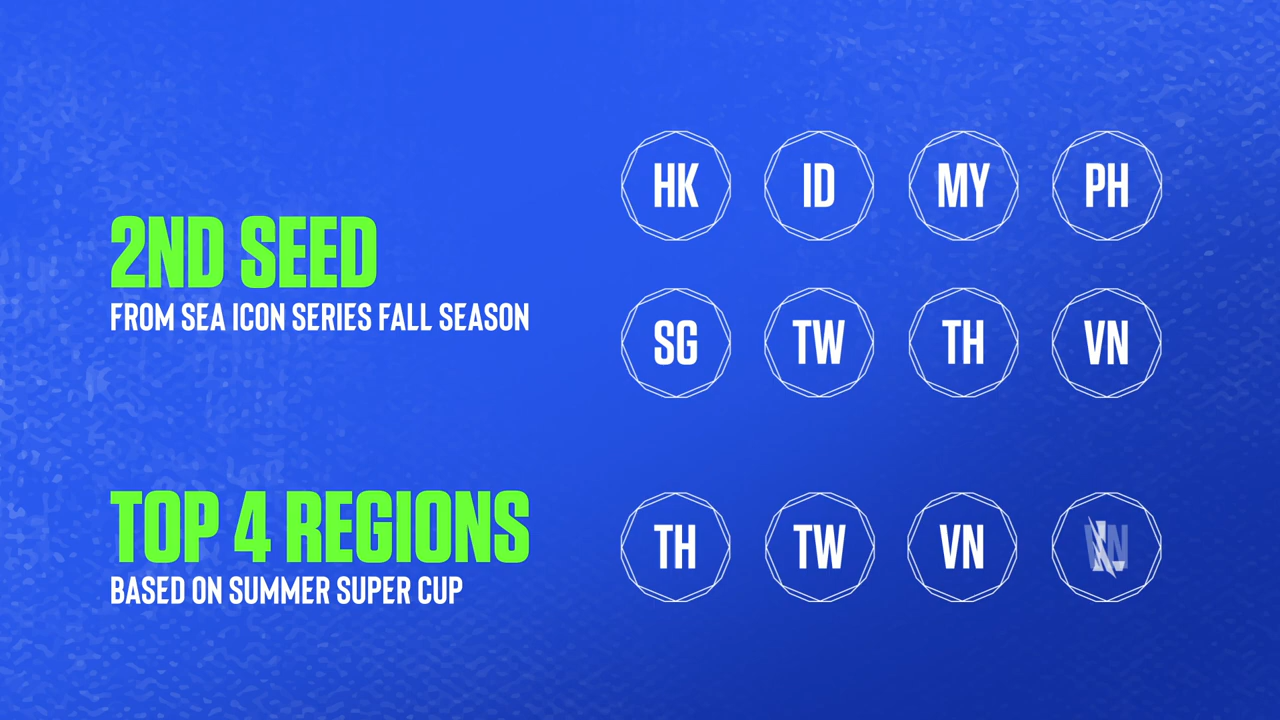 2ND SEED
FROM SEA ICON SERIES FALL SEASON
HK ID MY PH
SG TW TH VN
TOP 4 REGIONS
BASED ON SUMMER SUPER CUP
TH TW VN